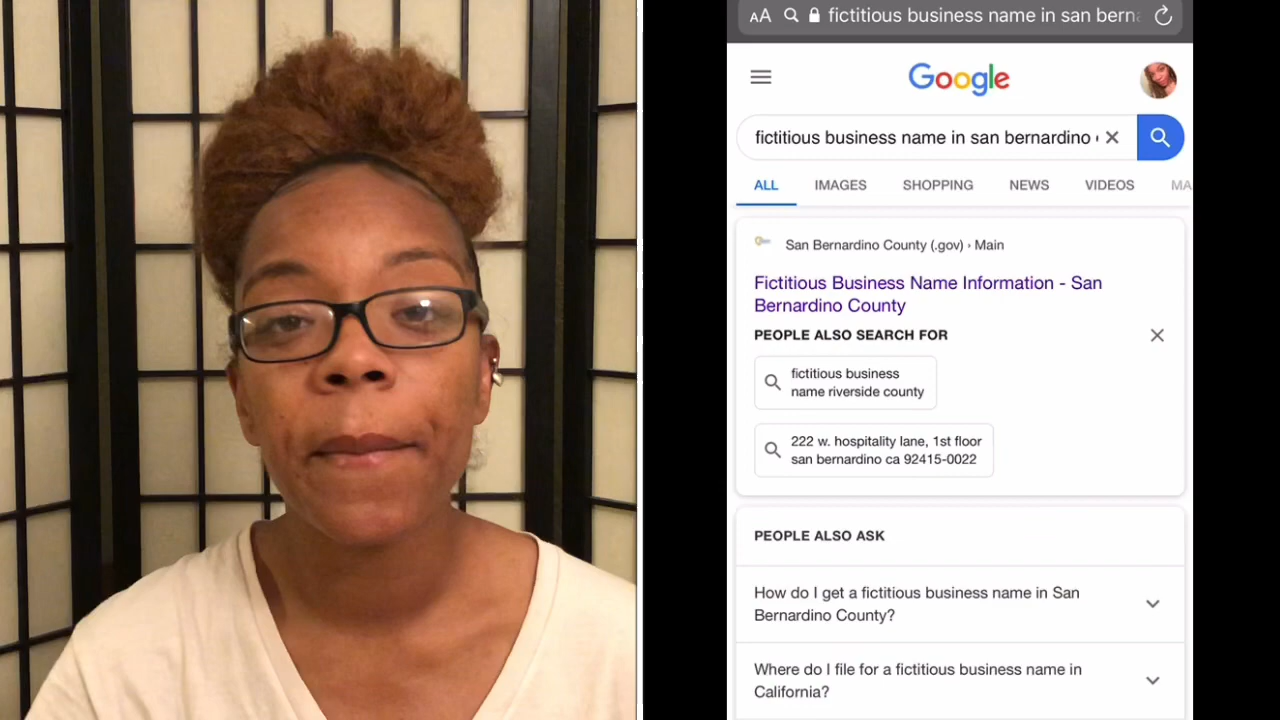 AA fictitious business name in san bern
Google
fictitious business name in san bernardino
ALL IMAGES SHOPPING NEWS VIDEOS MA
San Bernardino County (.gov) › Main
Fictitious Business Name Information - San
Bernardino County
PEOPLE ALSO SEARCH FOR
fictitious business
name riverside county
222 w. hospitality lane, 1st floor
san bernardino ca 92415-0022
PEOPLE ALSO ASK
How do I get a fictitious business name in San
Bernardino County?
Where do I file for a fictitious business name in
California?